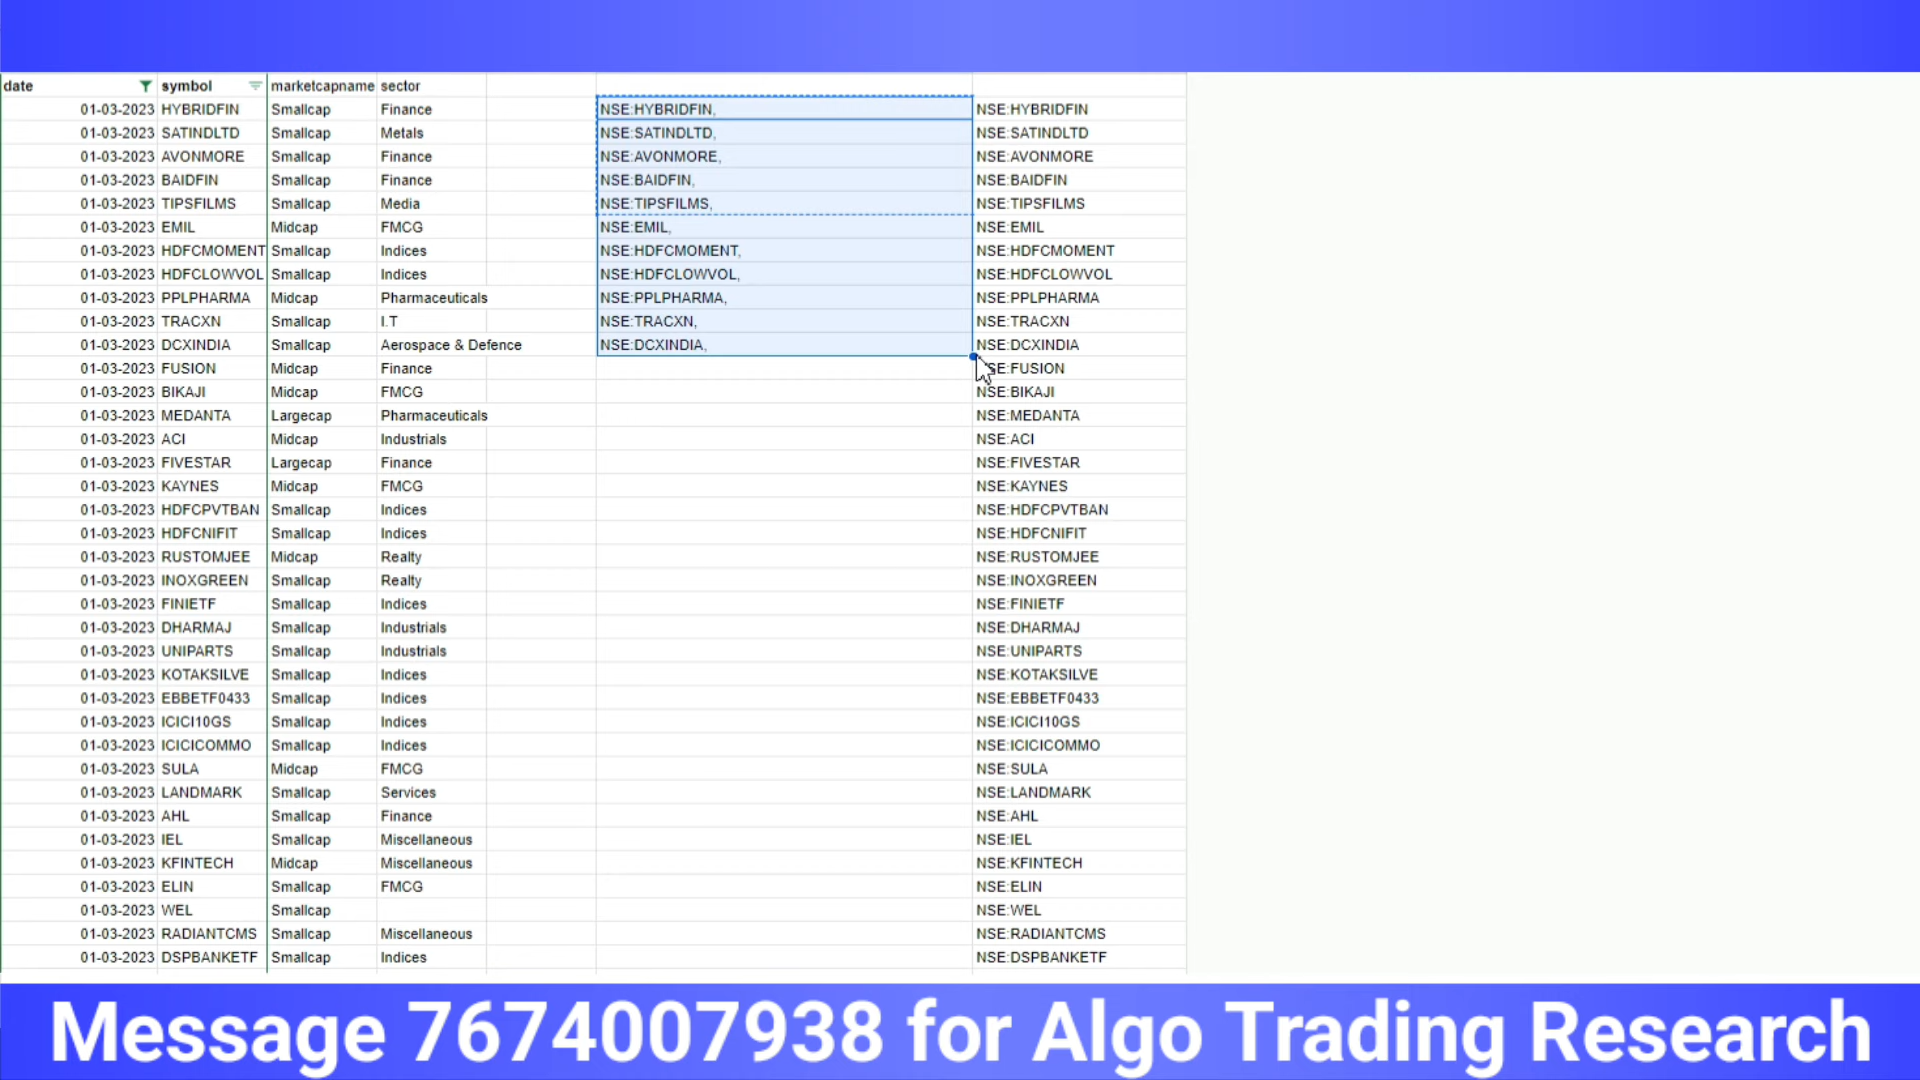 date symbol marketcapname sector
01-03-2023 HYBRIDFIN Smallcap Finance NSE:HYBRIDFIN, NSE:HYBRIDFIN
01-03-2023 SATINDLTD Smallcap Metals NSE:SATINDLTD, NSE:SATINDLTD
01-03-2023 AVONMORE Smallcap Finance NSE:AVONMORE, NSE:AVONMORE
01-03-2023 BAIDFIN Smallcap Finance NSE:BAIDFIN, NSE:BAIDFIN
01-03-2023 TIPSFILMS Smallcap Media NSE:TIPSFILMS, NSE:TIPSFILMS
01-03-2023 EMIL Midcap FMCG NSE:EMIL, NSE:EMIL
01-03-2023 HDFCMOMENT Smallcap Indices NSE:HDFCMOMENT, NSE:HDFCMOMENT
01-03-2023 HDFCLOWVOL Smallcap Indices NSE:HDFCLOWVOL, NSE:HDFCLOWVOL
01-03-2023 PPLPHARMA Midcap Pharmaceuticals NSE:PPLPHARMA, NSE:PPLPHARMA
01-03-2023 TRACXN Smallcap I.T NSE:TRACXN, NSE:TRACXN
01-03-2023 DCXINDIA Smallcap Aerospace & Defence NSE:DCXINDIA, NSE:DCXINDIA
01-03-2023 FUSION Midcap Finance SE:FUSION
01-03-2023 BIKAJI Midcap FMCG NSE:BIKAJI
01-03-2023 MEDANTA Largecap Pharmaceuticals NSE:MEDANTA
01-03-2023 ACI Midcap Industrials NSE:ACI
01-03-2023 FIVESTAR Largecap Finance NSE:FIVESTAR
01-03-2023 KAYNES Midcap FMCG NSE:KAYNES
01-03-2023 HDFCPVTBAN Smallcap Indices NSE:HDFCPVTBAN
01-03-2023 HDFCNIFIT Smallcap Indices NSE:HDFCNIFIT
01-03-2023 RUSTOMJEE Midcap Realty NSE:RUSTOMJEE
01-03-2023 INOXGREEN Smallcap Realty NSE:INOXGREEN
01-03-2023 FINIETF Smallcap Indices NSE:FINIETF
01-03-2023 DHARMAJ Smallcap Industrials NSE:DHARMAJ
01-03-2023 UNIPARTS Smallcap Industrials NSE:UNIPARTS
01-03-2023 KOTAKSILVE Smallcap Indices NSE:KOTAKSILVE
01-03-2023 EBBETF0433 Smallcap Indices NSE:EBBETF0433
01-03-2023 ICICI10GS Smallcap Indices NSE:ICICI10GS
01-03-2023 ICICICOMMO Smallcap Indices NSE:ICICICOMMO
01-03-2023 SULA Midcap FMCG NSE:SULA
01-03-2023 LANDMARK Smallcap Services NSE:LANDMARK
01-03-2023 AHL Smallcap Finance NSE:AHL
01-03-2023 IEL Smallcap Miscellaneous NSE:IEL
01-03-2023 KFINTECH Midcap Miscellaneous NSE:KFINTECH
01-03-2023 ELIN Smallcap FMCG NSE:ELIN
01-03-2023 WEL Smallcap NSE:WEL
01-03-2023 RADIANTCMS Smallcap Miscellaneous NSE:RADIANTCMS
01-03-2023 DSPBANKETF Smallcap Indices NSE:DSPBANKETF
Message 7674007938 for Algo Trading Research